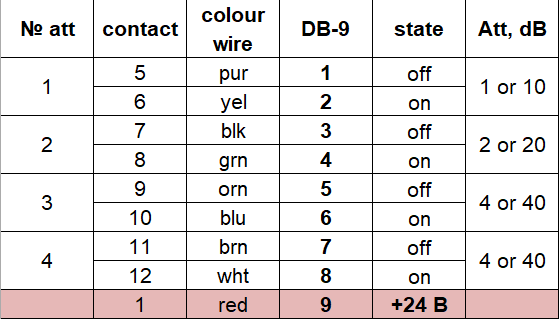 № att contact colour wire DB-9 state Att, dB
1 5 pur 1 off 1 or 10
6 yel 2 on
2 7 blk 3 off 2 or 20
8 grn 4 on
3 9 orn 5 off 4 or 40
10 blu 6 on
4 11 brn 7 off 4 or 40
12 wht 8 on
1 red 9 +24 В